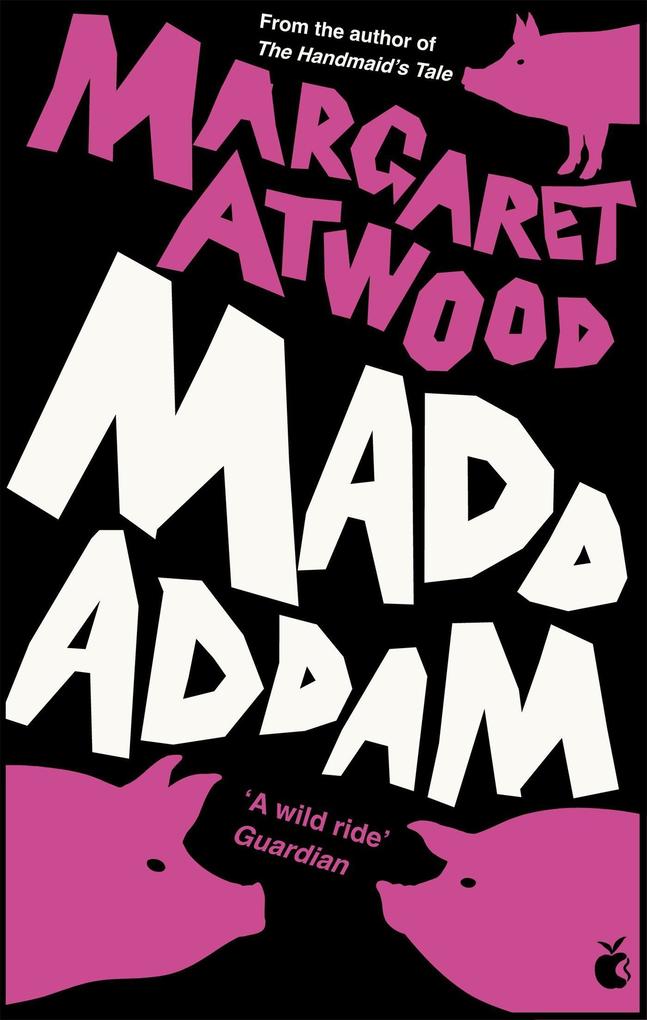 From the author of
The Handmaid's Tale
MARGARET
ATWOOD
MADD
ADDAM
‘A wild ride’
Guardian